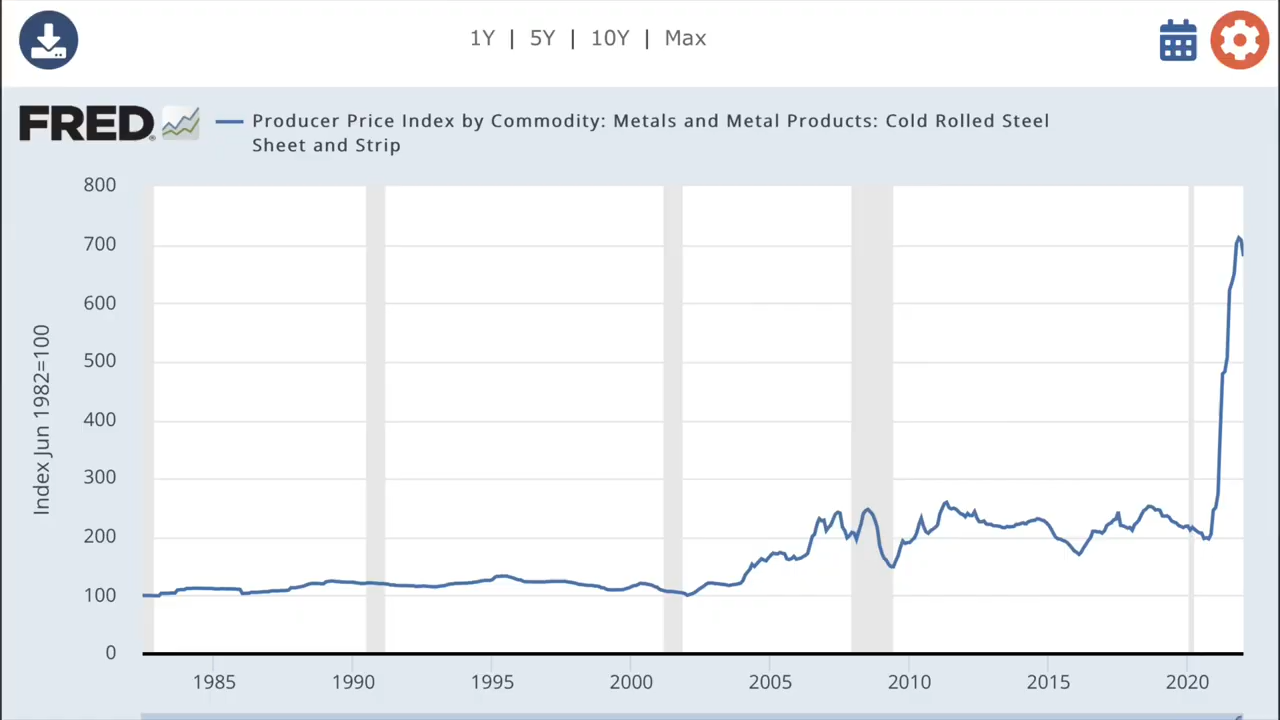 1Y | 5Y | 10Y | Max
FRED®
Producer Price Index by Commodity: Metals and Metal Products: Cold Rolled Steel
Sheet and Strip
Index Jun 1982=100
800
700
600
500
400
300
200
100
0
1985 1990 1995 2000 2005 2010 2015 2020